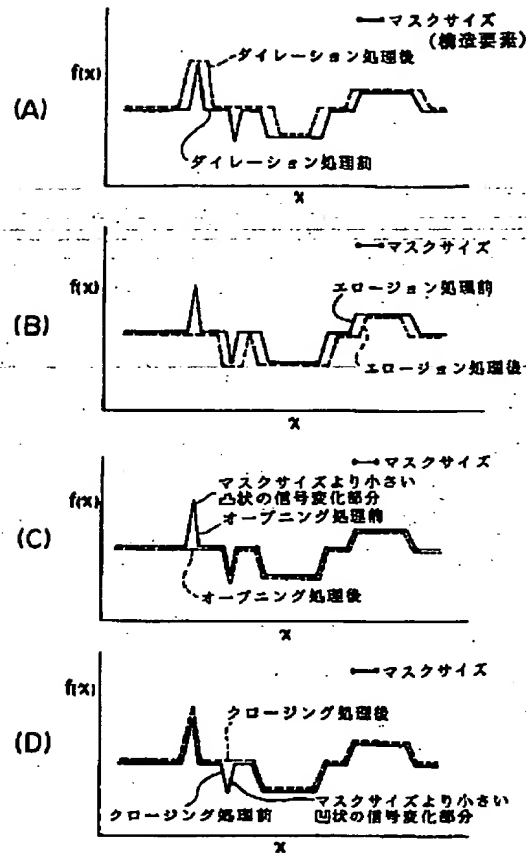 マスクサイズ
(構造要素)
f(x)
ダイレーション処理後
(A)
ダイレーション処理前
x
マスクサイズ
f(x)
エロージョン処理前
(B)
エロージョン処理後
x
マスクサイズ
マスクサイズより小さい
凸状の信号変化部分
f(x)
オープニング処理前
(C)
オープニング処理後
x
マスクサイズ
f(x)
クロージング処理後
(D)
クロージング処理前
マスクサイズより小さい
凹状の信号変化部分
x